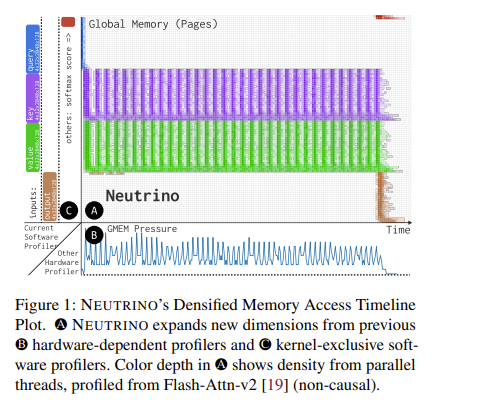 Global Memory (Pages)
query
key
value
inputs:
others: softmax score =>
C
A
Neutrino
Time
Current
Software
Profiler
B
GMEM Pressure
Other
Hardware
Profiler
Figure 1: NEUTRINO's Densified Memory Access Timeline
Plot. A NEUTRINO expands new dimensions from previous
B hardware-dependent profilers and C kernel-exclusive soft-
ware profilers. Color depth in A shows density from parallel
threads, profiled from Flash-Attn-v2 [19] (non-causal).